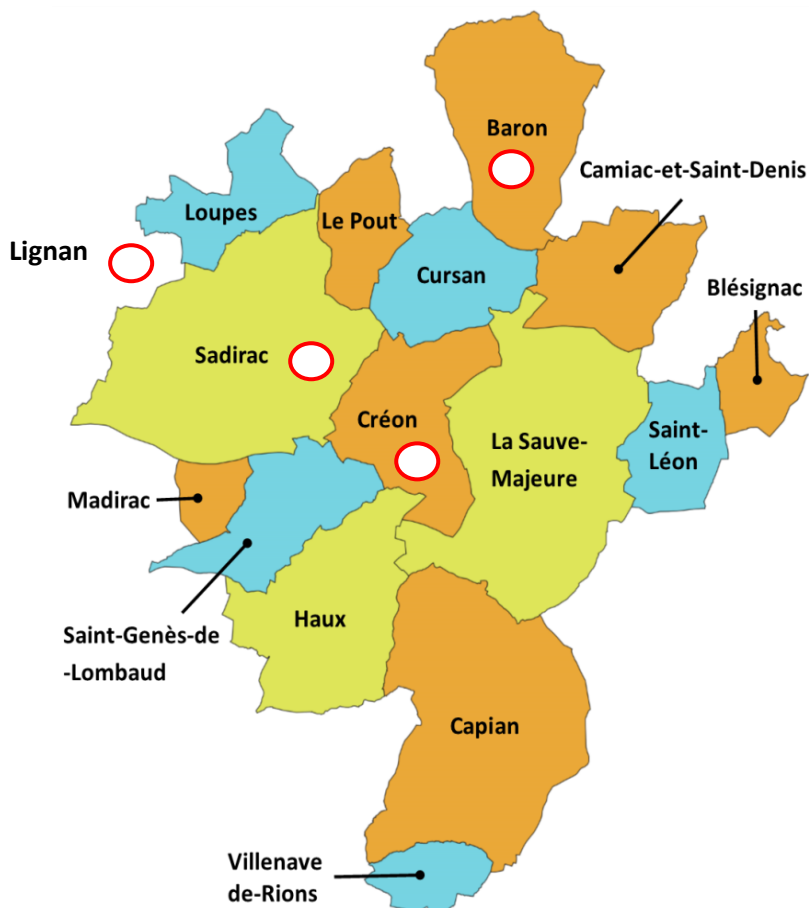 Baron
Camiac-et-Saint-Denis
Loupes
Le Pout
Lignan
Cursan
Blésignac
Sadirac
Créon
La Sauve-
Majeure
Saint-
Léon
Madirac
Haux
Saint-Genès-de
-Lombaud
Capian
Villenave
de-Rions